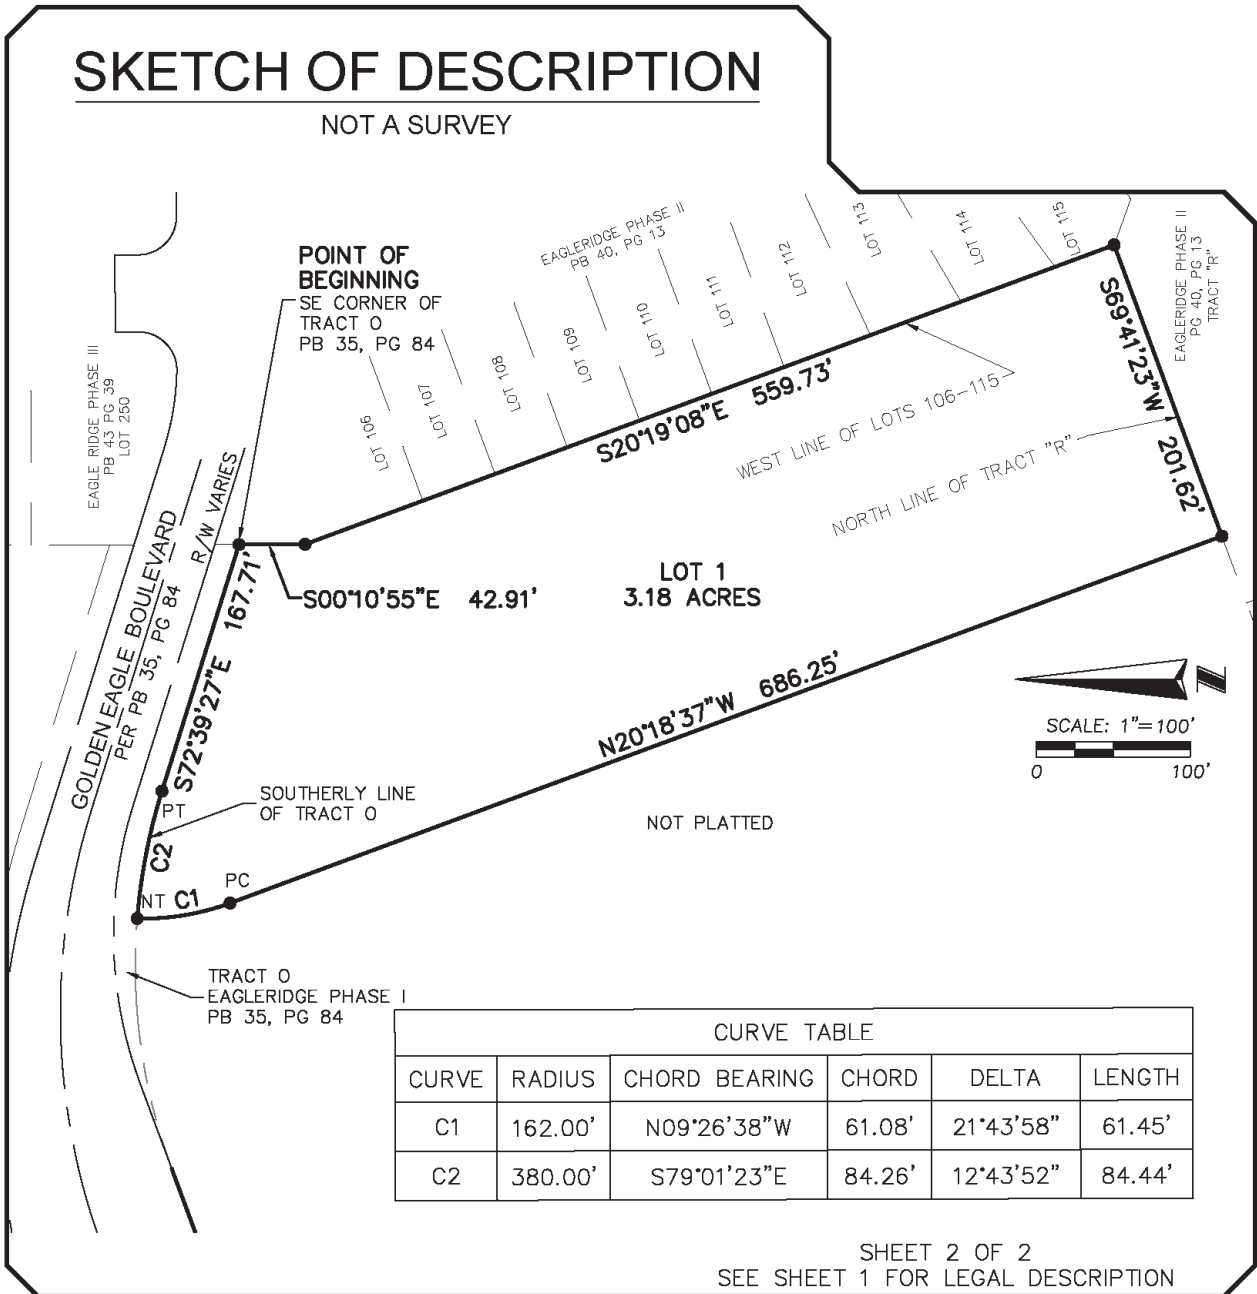 SKETCH OF DESCRIPTION
NOT A SURVEY
POINT OF
BEGINNING
SE CORNER OF
TRACT O
PB 35, PG 84
EAGLERIDGE PHASE II
PB 40, PG 13
LOT 106
LOT 107
LOT 108
LOT 109
LOT 110
LOT 111
LOT 112
LOT 113
LOT 114
LOT 115
EAGLERIDGE PHASE II
PG 40, PG 13
TRACT "R"
EAGLE RIDGE PHASE III
PB 43 PG 39
LOT 250
S20°19'08"E 559.73'
WEST LINE OF LOTS 106-115
S69°41'23"W 201.62'
NORTH LINE OF TRACT "R"
GOLDEN EAGLE BOULEVARD
PER PB 35, PG 84 R/W VARIES
S00°10'55"E 42.91'
LOT 1
3.18 ACRES
S72°39'27"E 167.71'
N20°18'37"W 686.25'
N
SCALE: 1"=100'
0 100'
SOUTHERLY LINE
OF TRACT O
PT
C2
NT C1
PC
NOT PLATTED
TRACT O
EAGLERIDGE PHASE I
PB 35, PG 84
CURVE TABLE
CURVE RADIUS CHORD BEARING CHORD DELTA LENGTH
C1 162.00' N09°26'38"W 61.08' 21°43'58" 61.45'
C2 380.00' S79°01'23"E 84.26' 12°43'52" 84.44'
SHEET 2 OF 2
SEE SHEET 1 FOR LEGAL DESCRIPTION